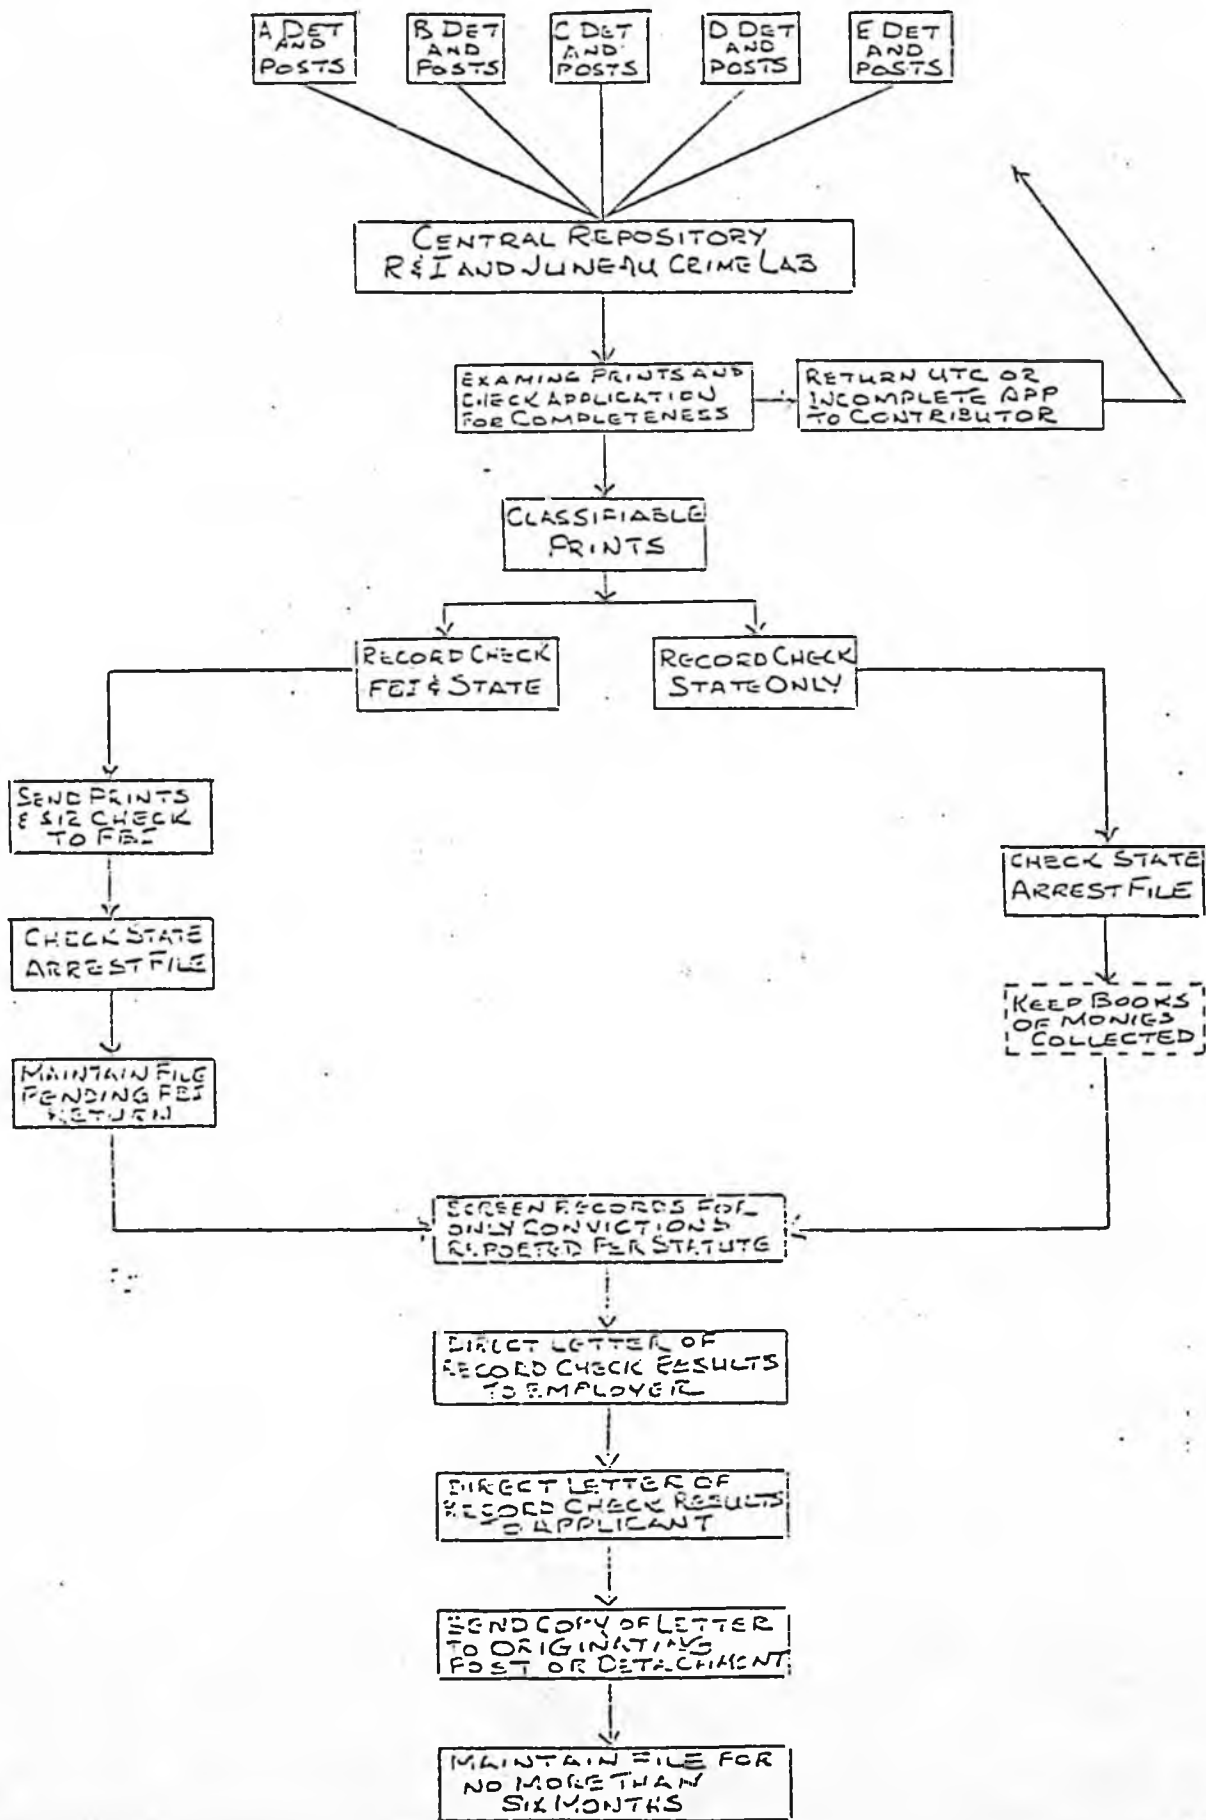 A DET
AND
POSTS
B DET
AND
POSTS
C DET
AND
POSTS
D DET
AND
POSTS
E DET
AND
POSTS
CENTRAL REPOSITORY
R & I AND JUNEAU CRIME LAB
EXAMINE PRINTS AND
CHECK APPLICATION
FOR COMPLETENESS
RETURN UTC OR
INCOMPLETE APP
TO CONTRIBUTOR
CLASSIFIABLE
PRINTS
RECORD CHECK
FBI & STATE
RECORD CHECK
STATE ONLY
SEND PRINTS
& $12 CHECK
TO FBI
CHECK STATE
ARREST FILE
CHECK STATE
ARREST FILE
KEEP BOOKS
OF MONIES
COLLECTED
MAINTAIN FILE
PENDING FBI
RETURN
SCREEN RECORDS FOR
ONLY CONVICTIONS
REPORTED PER STATUTE
DIRECT LETTER OF
RECORD CHECK RESULTS
TO EMPLOYER
DIRECT LETTER OF
RECORD CHECK RESULTS
TO APPLICANT
SEND COPY OF LETTER
TO ORIGINATING
POST OR DETACHMENT
MAINTAIN FILE FOR
NO MORE THAN
SIX MONTHS